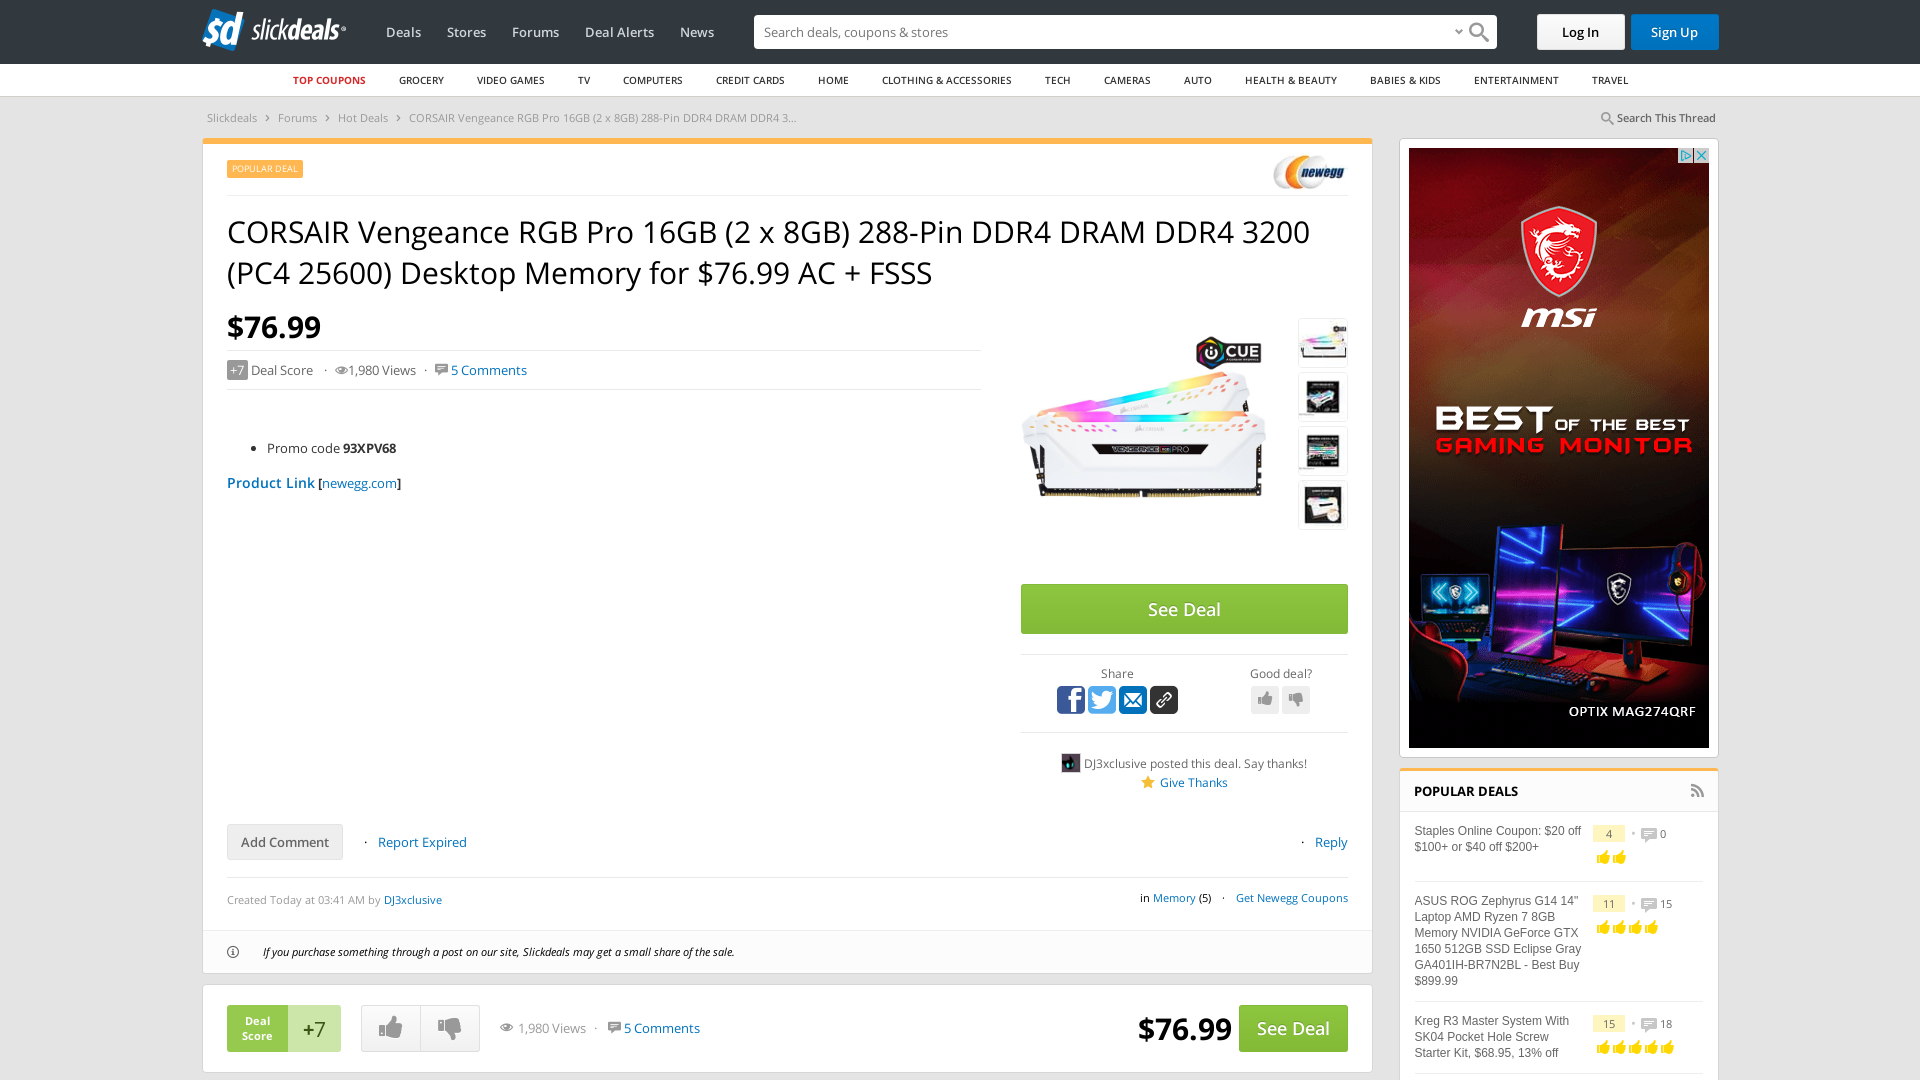 sd slickdeals
Deals
Stores
Forums
Deal Alerts
News
Search deals, coupons & stores
Log In
Sign Up
TOP COUPONS
GROCERY
VIDEO GAMES
TV
COMPUTERS
CREDIT CARDS
HOME
CLOTHING & ACCESSORIES
TECH
CAMERAS
AUTO
HEALTH & BEAUTY
BABIES & KIDS
ENTERTAINMENT
TRAVEL
Slickdeals › Forums › Hot Deals › CORSAIR Vengeance RGB Pro 16GB (2 x 8GB) 288-Pin DDR4 DRAM DDR4 3...
Search This Thread
POPULAR DEAL
newegg
CORSAIR Vengeance RGB Pro 16GB (2 x 8GB) 288-Pin DDR4 DRAM DDR4 3200
(PC4 25600) Desktop Memory for $76.99 AC + FSSS
$76.99
+7 Deal Score · 1,980 Views · 5 Comments
• Promo code 93XPV68
Product Link [newegg.com]
CUE
VENGEANCE PRO
See Deal
Share
Good deal?
DJ3xclusive posted this deal. Say thanks!
Give Thanks
Add Comment
· Report Expired
· Reply
Created Today at 03:41 AM by DJ3xclusive
in Memory (5) · Get Newegg Coupons
If you purchase something through a post on our site, Slickdeals may get a small share of the sale.
Deal
Score
+7
1,980 Views · 5 Comments
$76.99
See Deal
msi
BEST OF THE BEST
GAMING MONITOR
OPTIX MAG274QRF
POPULAR DEALS
Staples Online Coupon: $20 off
$100+ or $40 off $200+
4 • 0
ASUS ROG Zephyrus G14 14"
Laptop AMD Ryzen 7 8GB
Memory NVIDIA GeForce GTX
1650 512GB SSD Eclipse Gray
GA401IH-BR7N2BL - Best Buy
$899.99
11 • 15
Kreg R3 Master System With
SK04 Pocket Hole Screw
Starter Kit, $68.95, 13% off
15 • 18